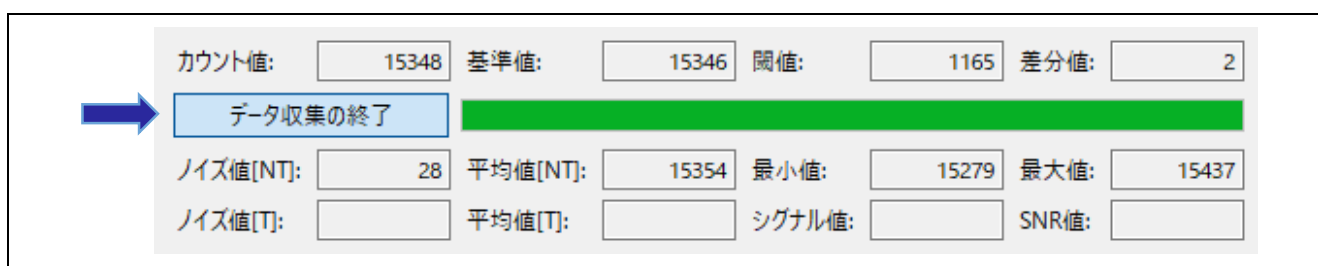 カウント値: 15348 基準値: 15346 閾値: 1165 差分値: 2
データ収集の終了
ノイズ値[NT]: 28 平均値[NT]: 15354 最小値: 15279 最大値: 15437
ノイズ値[T]: 平均値[T]: シグナル値: SNR値: